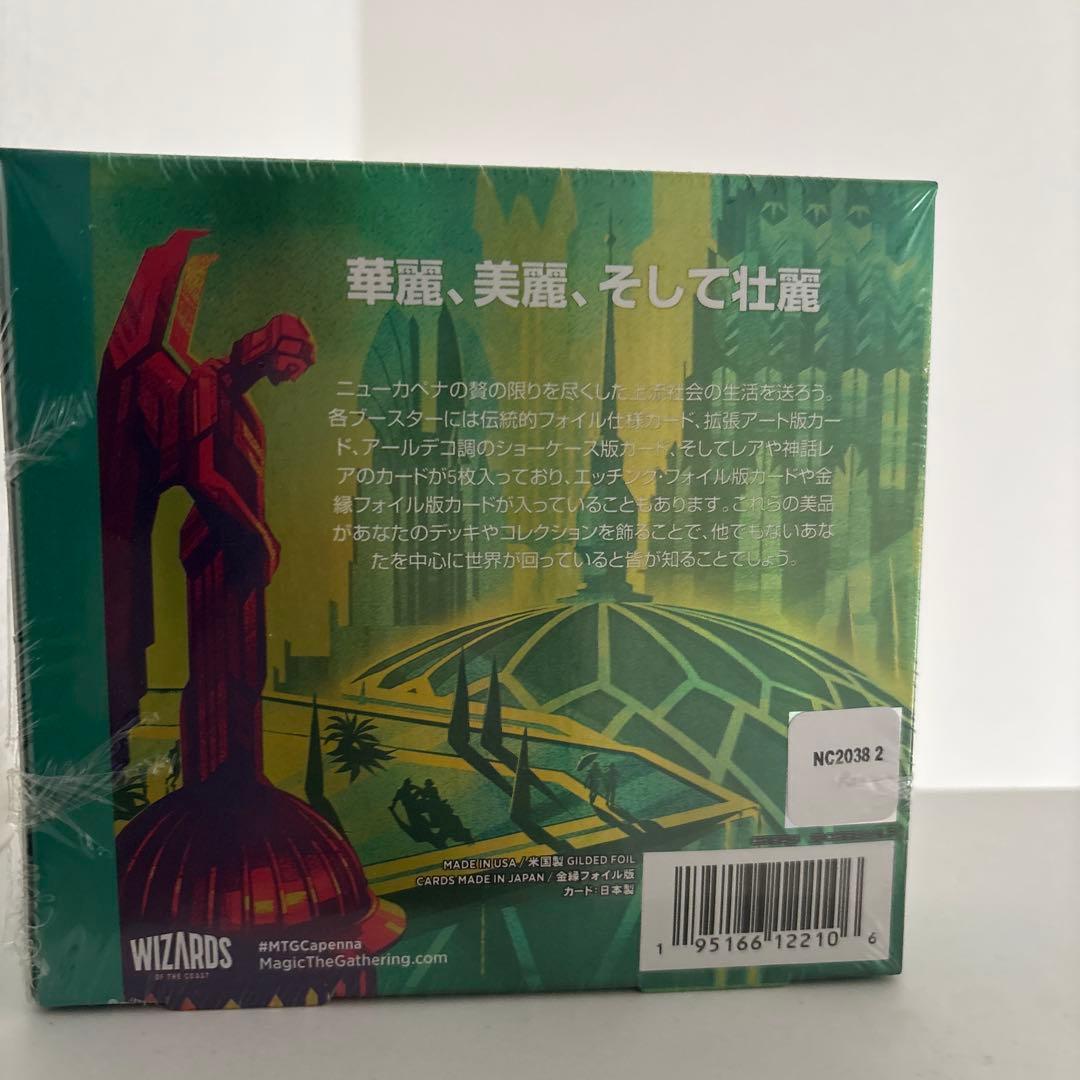 華麗、美麗、そして壮麗
ニューカペナの贅の限りを尽くした上流社会の生活を送ろう。
各ブースターには伝統的フォイル仕様カード、拡張アート版カー
ド、アールデコ調のショーケース版カード、そしてレアや神話レ
アのカードが5枚入っており、エッチング・フォイル版カードや金
縁フォイル版カードが入っていることもあります。これらの美品
があなたのデッキやコレクションを飾ることで、他でもないあな
たを中心に世界が回っていると皆が知ることでしょう。
NC2038 2
MADE IN USA / 米国製 GILDED FOIL
CARDS MADE IN JAPAN / 金縁フォイル版
カード：日本製
WIZARDS
OF THE COAST
#MTGCapenna
MagicTheGathering.com
1 95166 12210 6